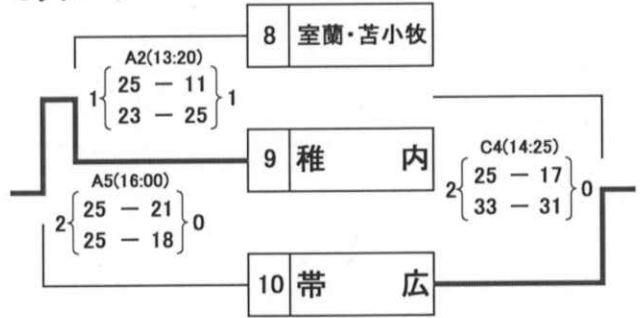 8 室蘭・苫小牧
A2(13:20)
1 25 － 11 1
23 － 25
9 稚 内
C4(14:25)
2 25 － 17 0
33 － 31
A5(16:00)
2 25 － 21 0
25 － 18
10 帯 広